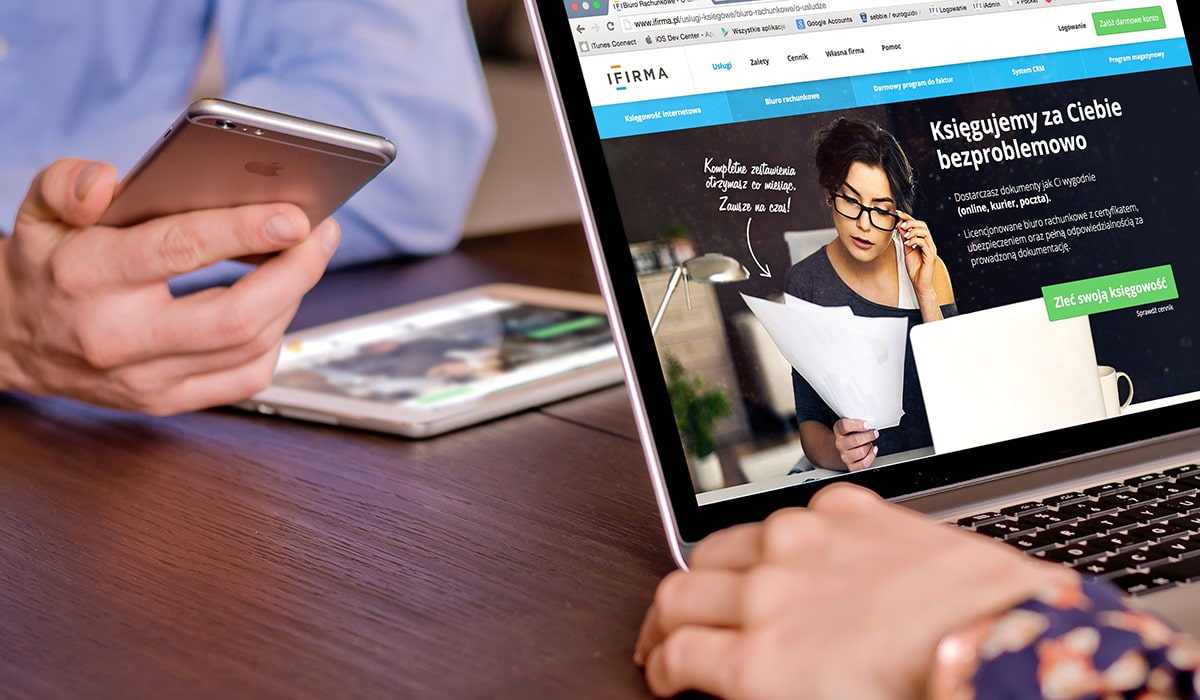 Biuro Rachunkowe -
www.ifirma.pl/uslugi-ksiegowe/biuro-rachunkowe/o-usludze
iTunes Connect iOS Dev Center - Ap Wszystkie aplikacje Google Accounts sebbie / euroguide Logowanie iAdmin + Pocket
Logowanie Załóż darmowe konto
IFIRMA Usługi Zalety Cennik Własna firma Pomoc
Księgowość internetowa Biuro rachunkowe Darmowy program do faktur System CRM Program magazynowy
Księgujemy za Ciebie
bezproblemowo
Kompletne zestawienia
otrzymasz co miesiąc.
Zawsze na czas!
Dostarczasz dokumenty jak Ci wygodnie
(online, kurier, poczta).
Licencjonowane biuro rachunkowe z certyfikatem,
ubezpieczeniem oraz pełną odpowiedzialnością za
prowadzoną dokumentację.
Zleć swoją księgowość
Sprawdź cennik